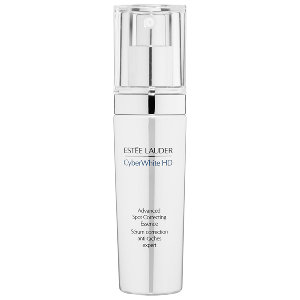 ESTĒE LAUDER
CyberWhite HD
Advanced
Spot Correcting
Essence
Sérum correction
anti-taches
expert